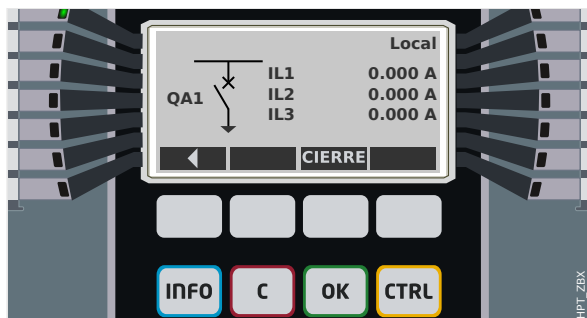 Local
IL1 0.000 A
QA1 IL2 0.000 A
IL3 0.000 A
CIERRE
INFO C OK CTRL
HPT_ZBX